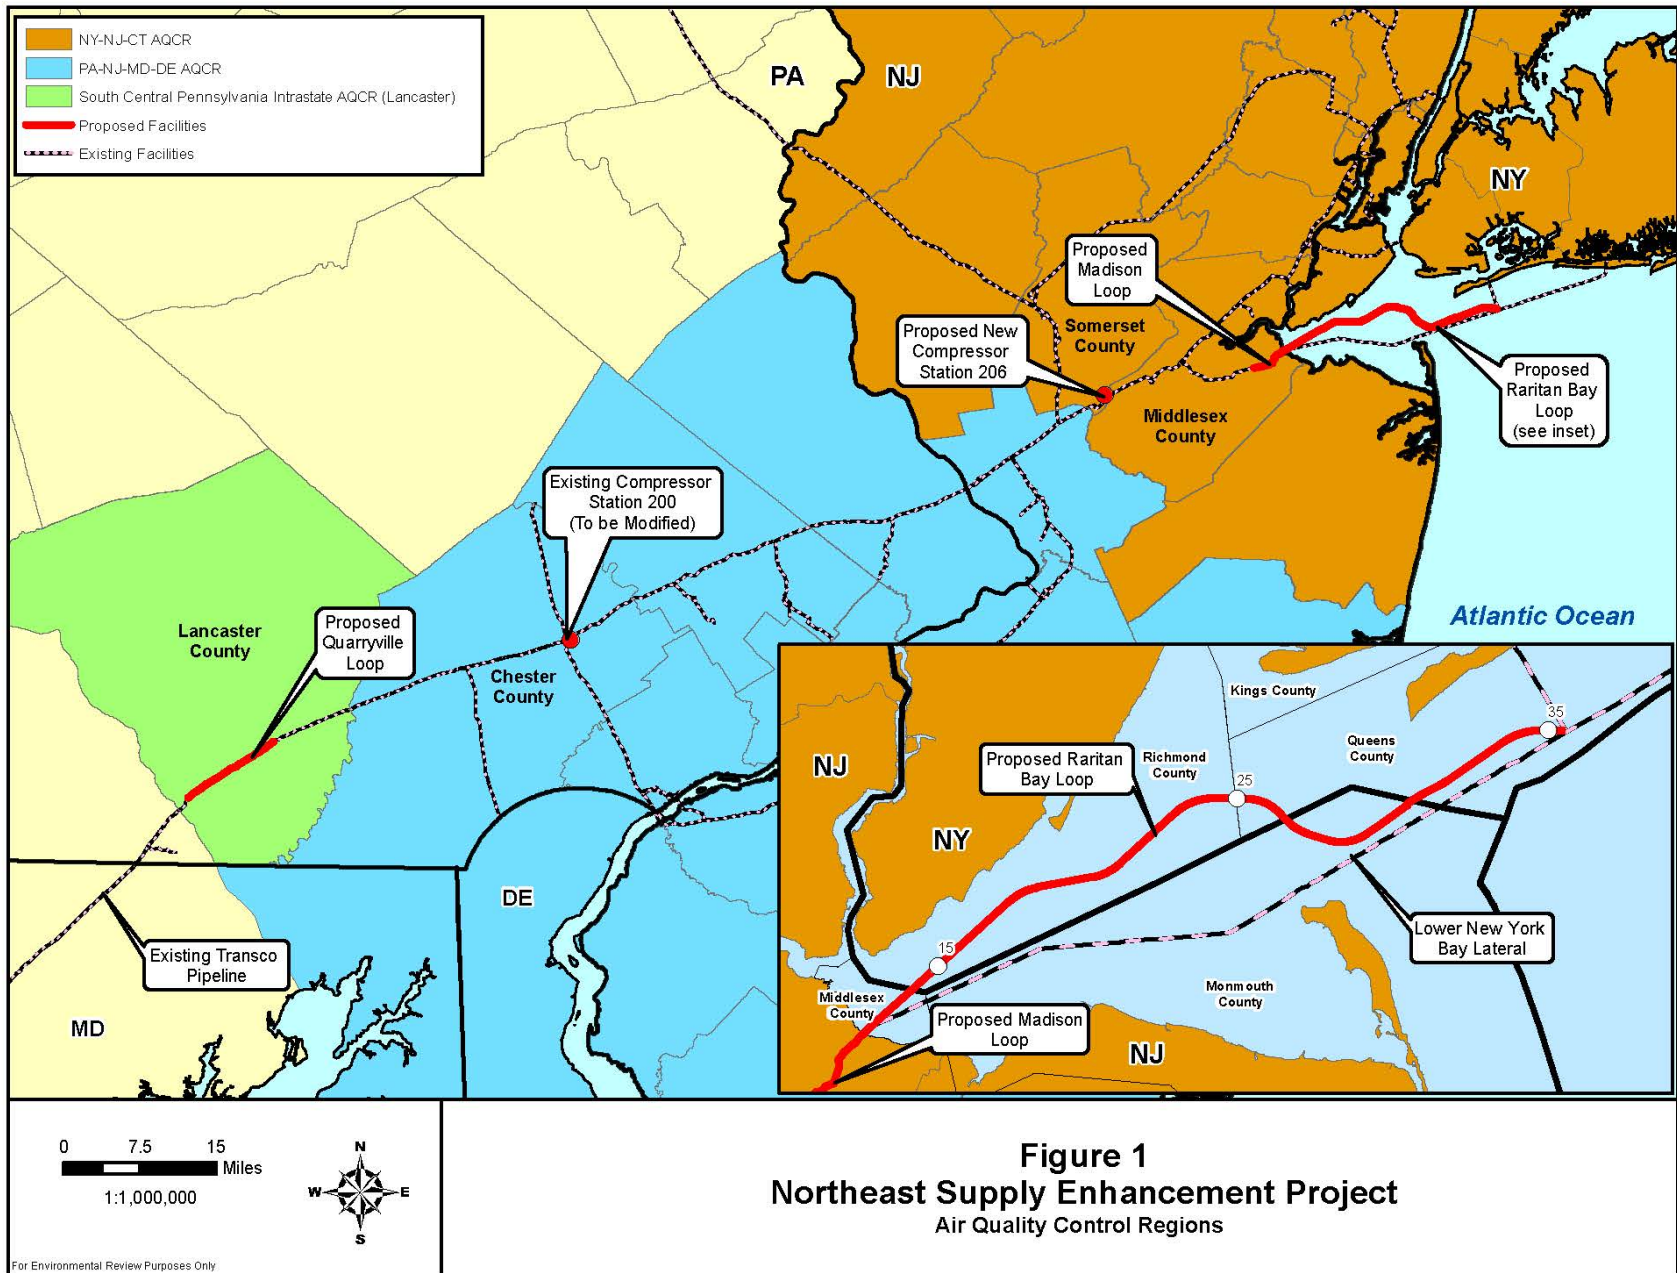 NY-NJ-CT AQCR
PA-NJ-MD-DE AQCR
South Central Pennsylvania Intrastate AQCR (Lancaster)
Proposed Facilities
Existing Facilities
PA
NJ
NY
Proposed
Madison
Loop
Proposed New
Compressor
Station 206
Somerset
County
Proposed
Raritan Bay
Loop
(see inset)
Middlesex
County
Existing Compressor
Station 200
(To be Modified)
Atlantic Ocean
Lancaster
County
Proposed
Quarryville
Loop
Chester
County
DE
Existing Transco
Pipeline
MD
Kings County
35
Queens
County
Richmond
County
Proposed Raritan
Bay Loop
NJ
25
NY
Lower New York
Bay Lateral
15
Middlesex
County
Monmouth
County
Proposed Madison
Loop
NJ
0 7.5 15
Miles
1:1,000,000
N
W E
S
Figure 1
Northeast Supply Enhancement Project
Air Quality Control Regions
For Environmental Review Purposes Only